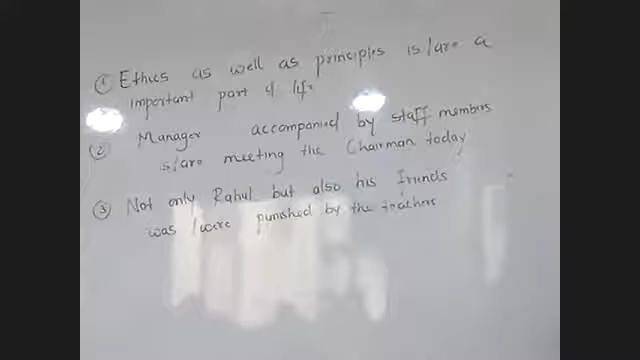 ① Ethics as well as principles is/are a
important part of life
② Manager accompanied by staff members
is/are meeting the Chairman today
③ Not only Rahul but also his friends
was/were punished by the teachers